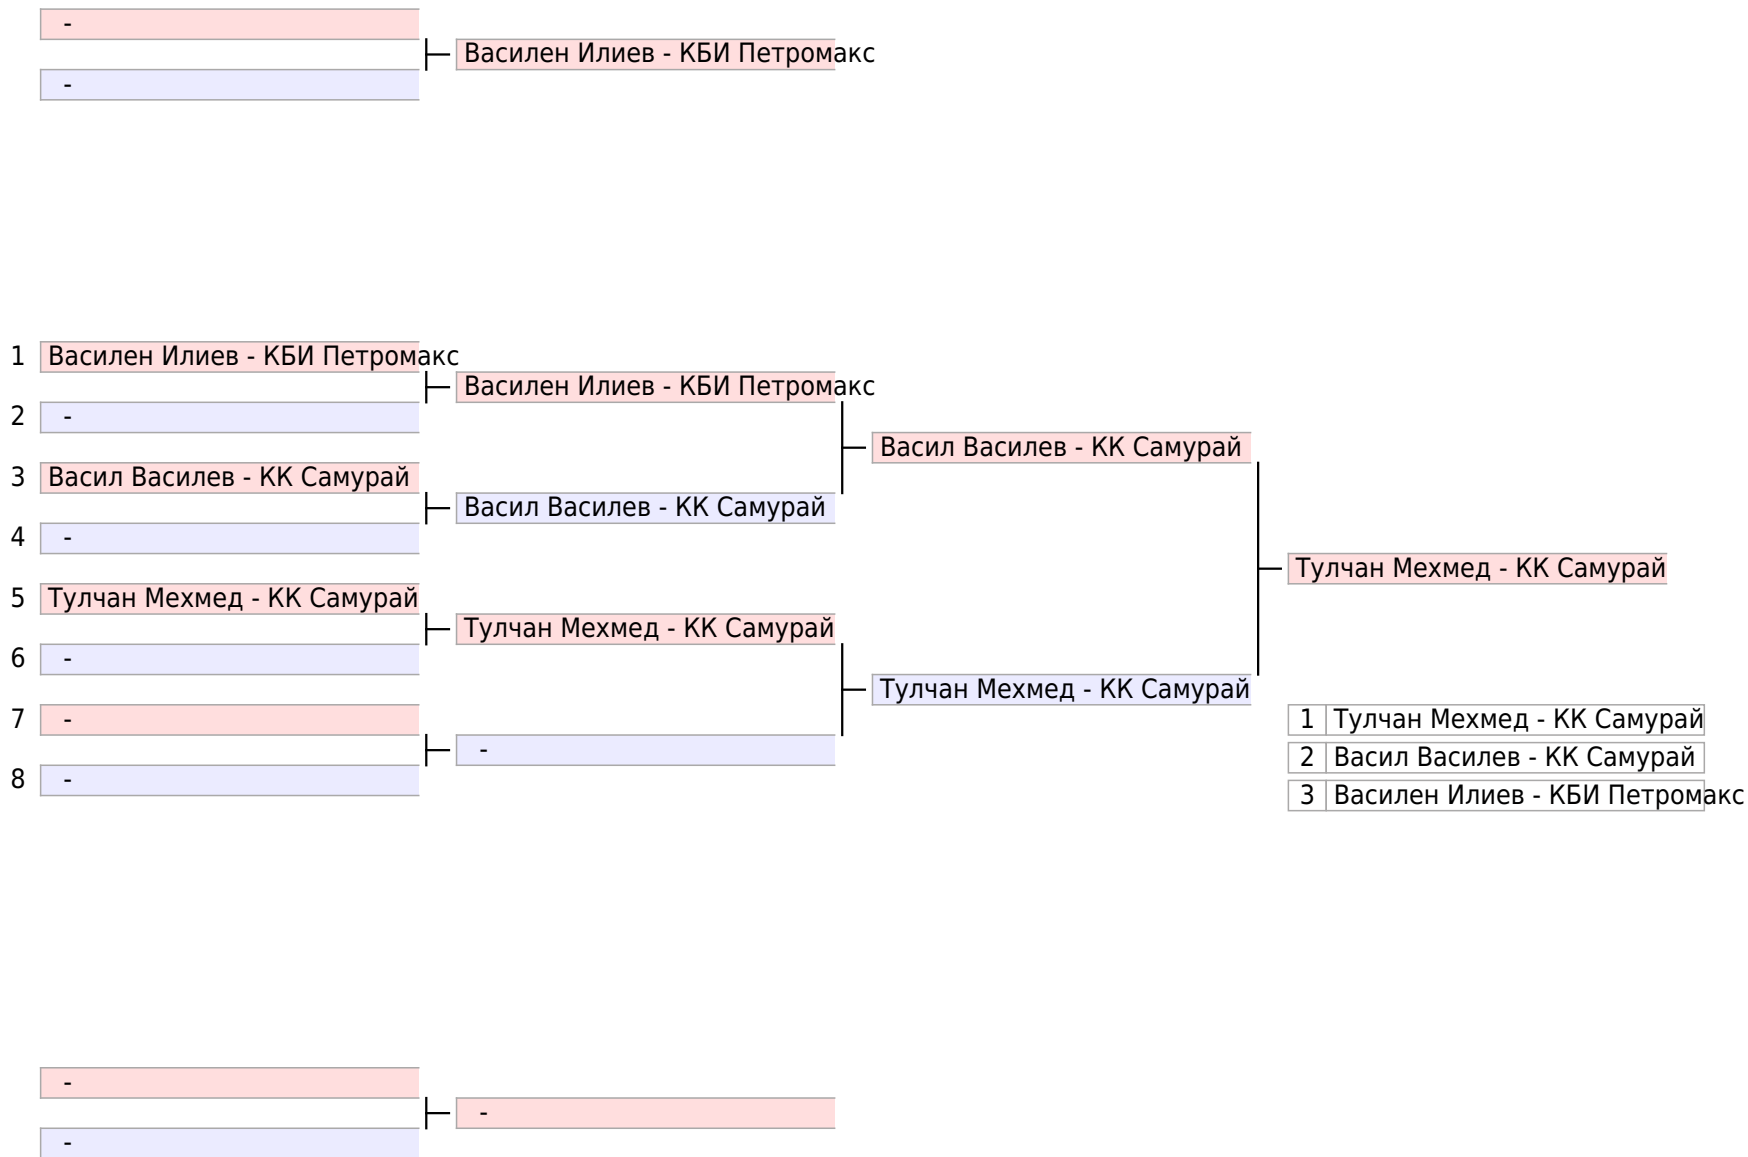 -
Василен Илиев - КБИ Петромакс
-
1 Василен Илиев - КБИ Петромакс
Василен Илиев - КБИ Петромакс
2 -
Васил Василев - КК Самурай
3 Васил Василев - КК Самурай
Васил Василев - КК Самурай
4 -
Тулчан Мехмед - КК Самурай
5 Тулчан Мехмед - КК Самурай
Тулчан Мехмед - КК Самурай
6 -
Тулчан Мехмед - КК Самурай
7 -
1 Тулчан Мехмед - КК Самурай
-
2 Васил Василев - КК Самурай
8 -
3 Василен Илиев - КБИ Петромакс
-
-
-